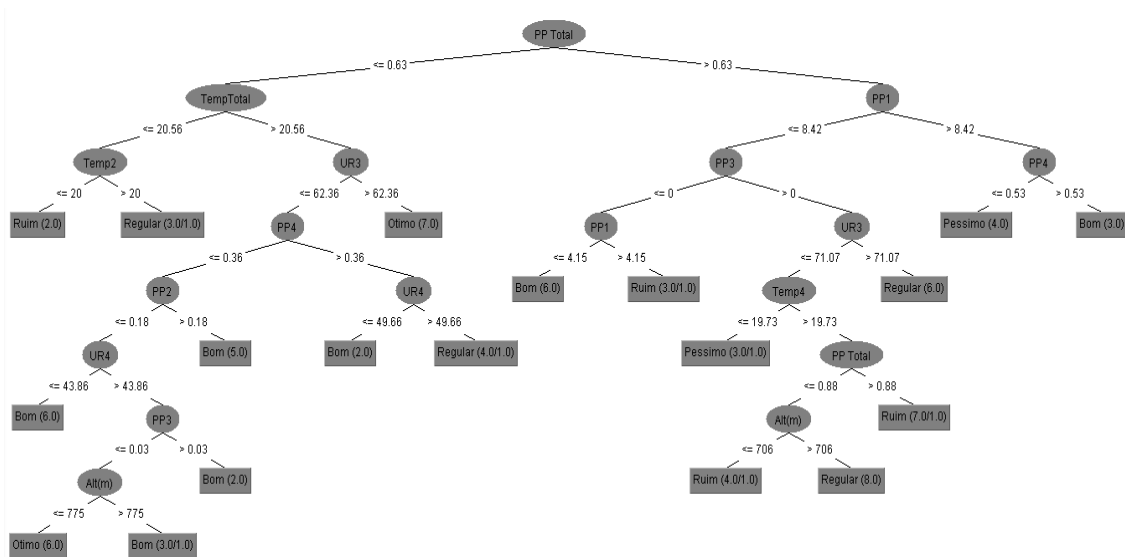 PP Total
<= 0.63 > 0.63
TempTotal PP1
<= 20.56 > 20.56 <= 8.42 > 8.42
Temp2 UR3 PP3 PP4
<= 20 > 20 <= 62.36 > 62.36 <= 0 > 0 <= 0.53 > 0.53
Ruim (2.0) Regular (3.0/1.0) PP4 Otimo (7.0) PP1 UR3 Pessimo (4.0) Bom (3.0)
<= 0.36 > 0.36 <= 4.15 > 4.15 <= 71.07 > 71.07
PP2 UR4 Bom (6.0) Ruim (3.0/1.0) Temp4 Regular (6.0)
<= 0.18 > 0.18 <= 49.66 > 49.66 <= 19.73 > 19.73
UR4 Bom (5.0) Bom (2.0) Regular (4.0/1.0) Pessimo (3.0/1.0) PP Total
<= 43.86 > 43.86 <= 0.88 > 0.88
Bom (6.0) PP3 Alt(m) Ruim (7.0/1.0)
<= 0.03 > 0.03 <= 706 > 706
Alt(m) Bom (2.0) Ruim (4.0/1.0) Regular (8.0)
<= 775 > 775
Otimo (6.0) Bom (3.0/1.0)